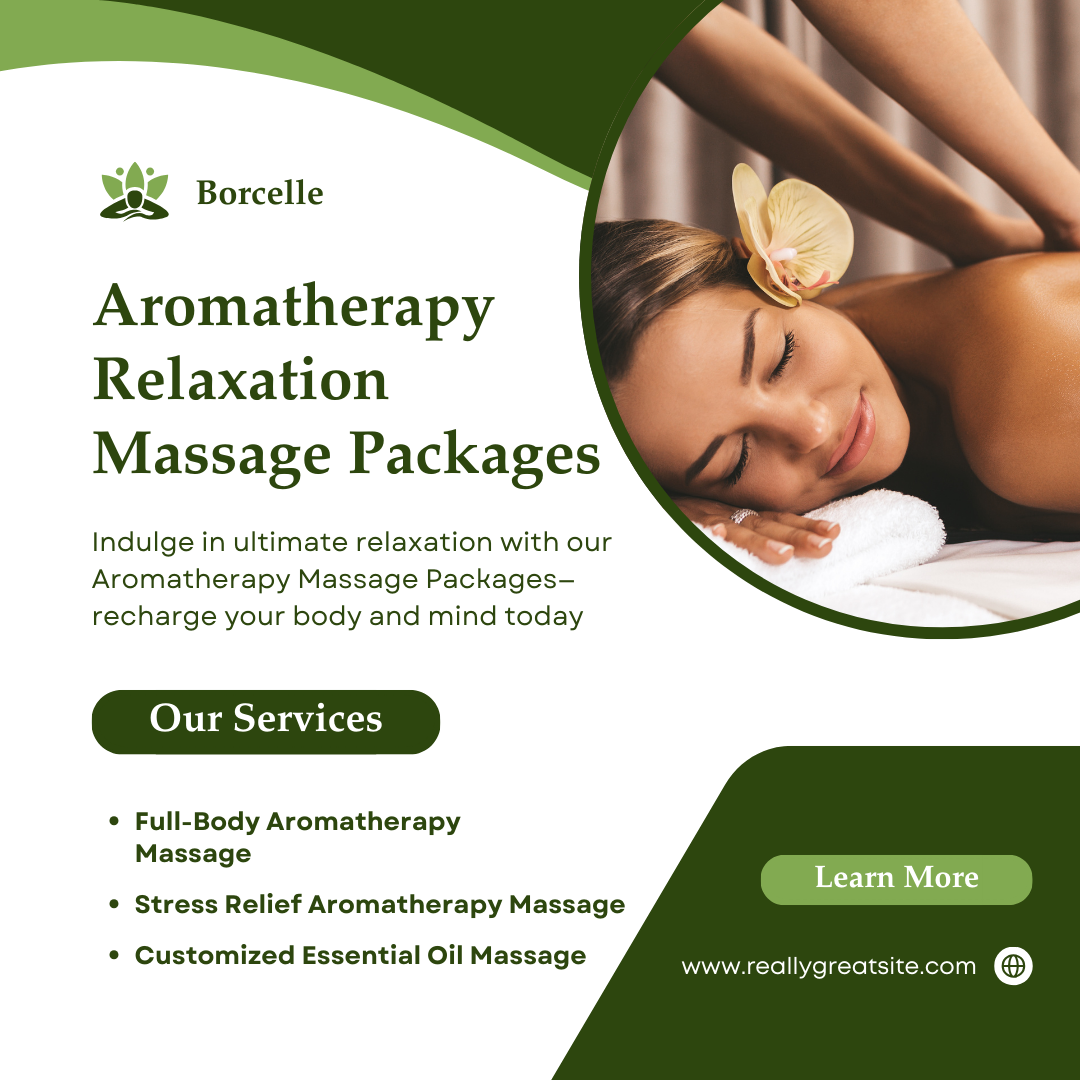 Borcelle
Aromatherapy
Relaxation
Massage Packages
Indulge in ultimate relaxation with our
Aromatherapy Massage Packages—
recharge your body and mind today
Our Services
• Full-Body Aromatherapy
Massage
• Stress Relief Aromatherapy Massage
• Customized Essential Oil Massage
Learn More
www.reallygreatsite.com